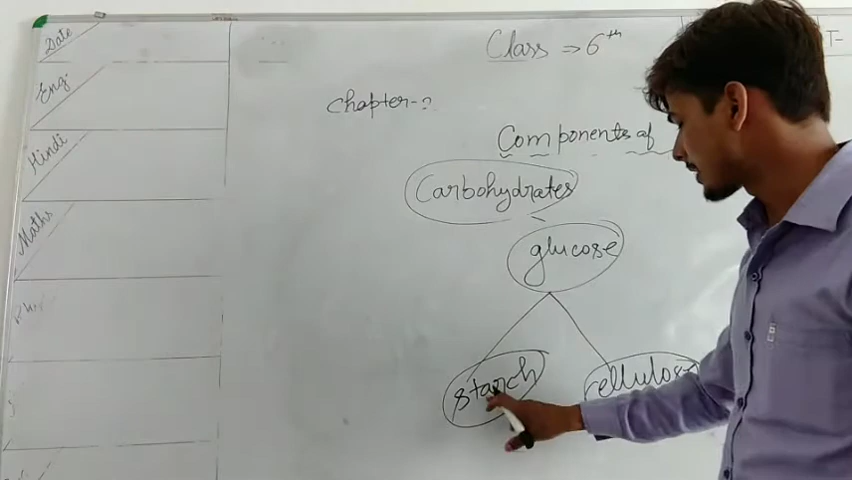 Date
Eng.
Hindi
Maths
Class ⇒ 6th
T-
Chapter-2
Components of
Carbohydrates
glucose
starch
cellulose